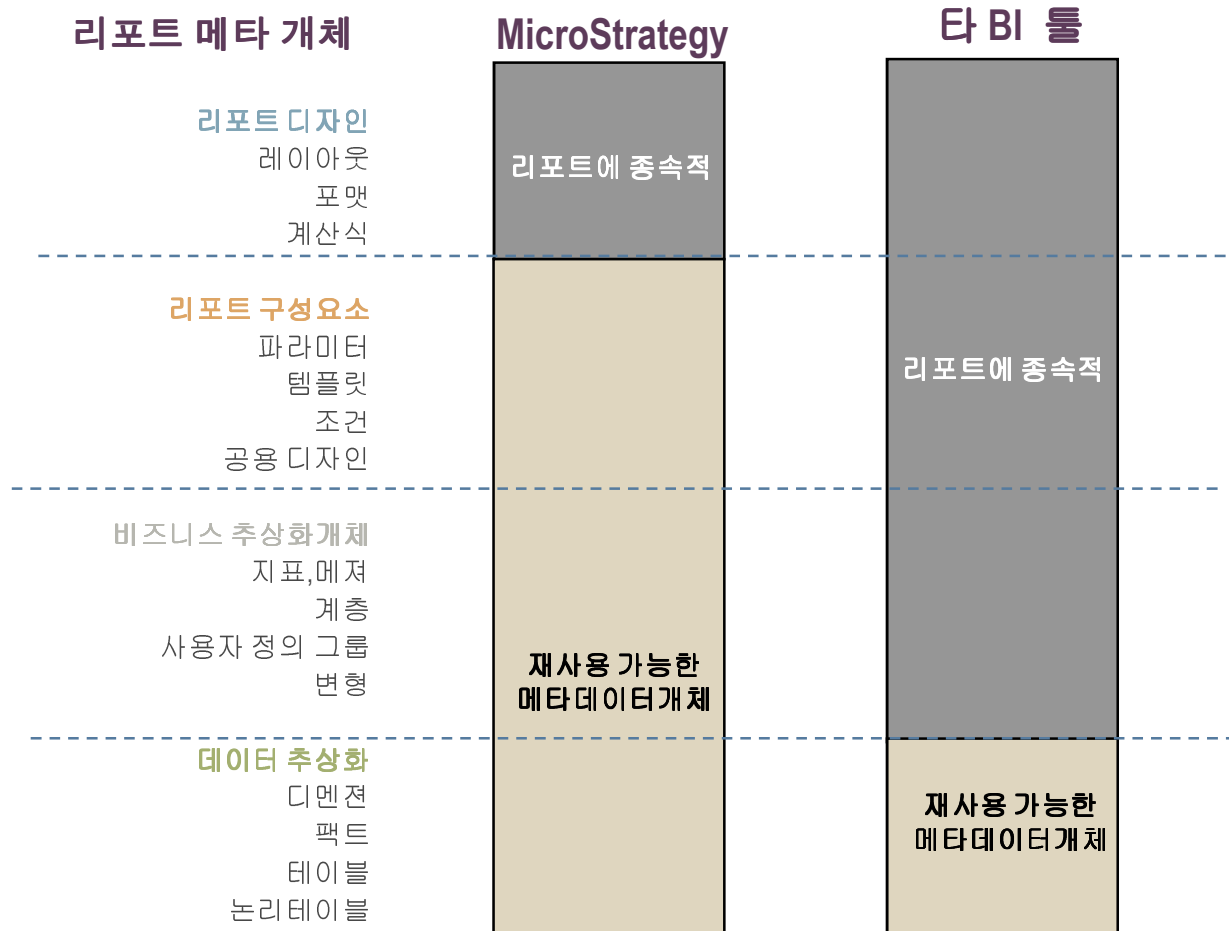 리포트 메타 개체
MicroStrategy
타 BI 툴
리포트 디자인
레이아웃
포맷
계산식
리포트에 종속적
리포트 구성요소
파라미터
템플릿
조건
공용 디자인
리포트에 종속적
비즈니스 추상화개체
지표,메져
계층
사용자 정의 그룹
변형
재사용 가능한
메타데이터개체
데이터 추상화
디멘젼
팩트
테이블
논리테이블
재사용 가능한
메타데이터개체